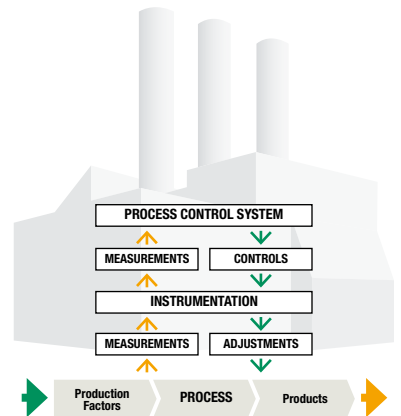 PROCESS CONTROL SYSTEM
MEASUREMENTS
CONTROLS
INSTRUMENTATION
MEASUREMENTS
ADJUSTMENTS
Production
Factors
PROCESS
Products